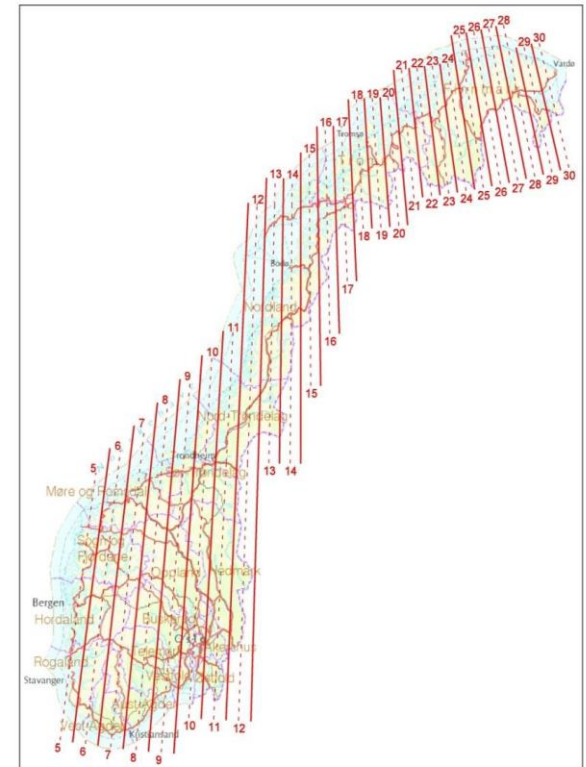 25 26 27 28
29 30
Vardø
21 22 23 24
18 19 20
Tromsø
17
16
15
14
13
12
25 26 27 28 29 30
21 22 23 24
18 19 20
17
Bodø
Nordland
16
11
10
15
9
8
Nord-Trøndelag
7
13 14
6
Trondheim
5
Sør-Trøndelag
Møre og Romsdal
Sogn og
Fjordane
Oppland
Hedmark
Bergen
Hordaland
Buskerud
Oslo
Akershus
Rogaland
Telemark
Stavanger
Vestfold
Østfold
Aust-Agder
Vest-Agder
Kristiansand
10 11 12
5 6 7 8 9